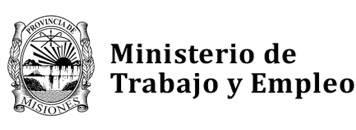 PROVINCIA DE
MISIONES
Ministerio de
Trabajo y Empleo